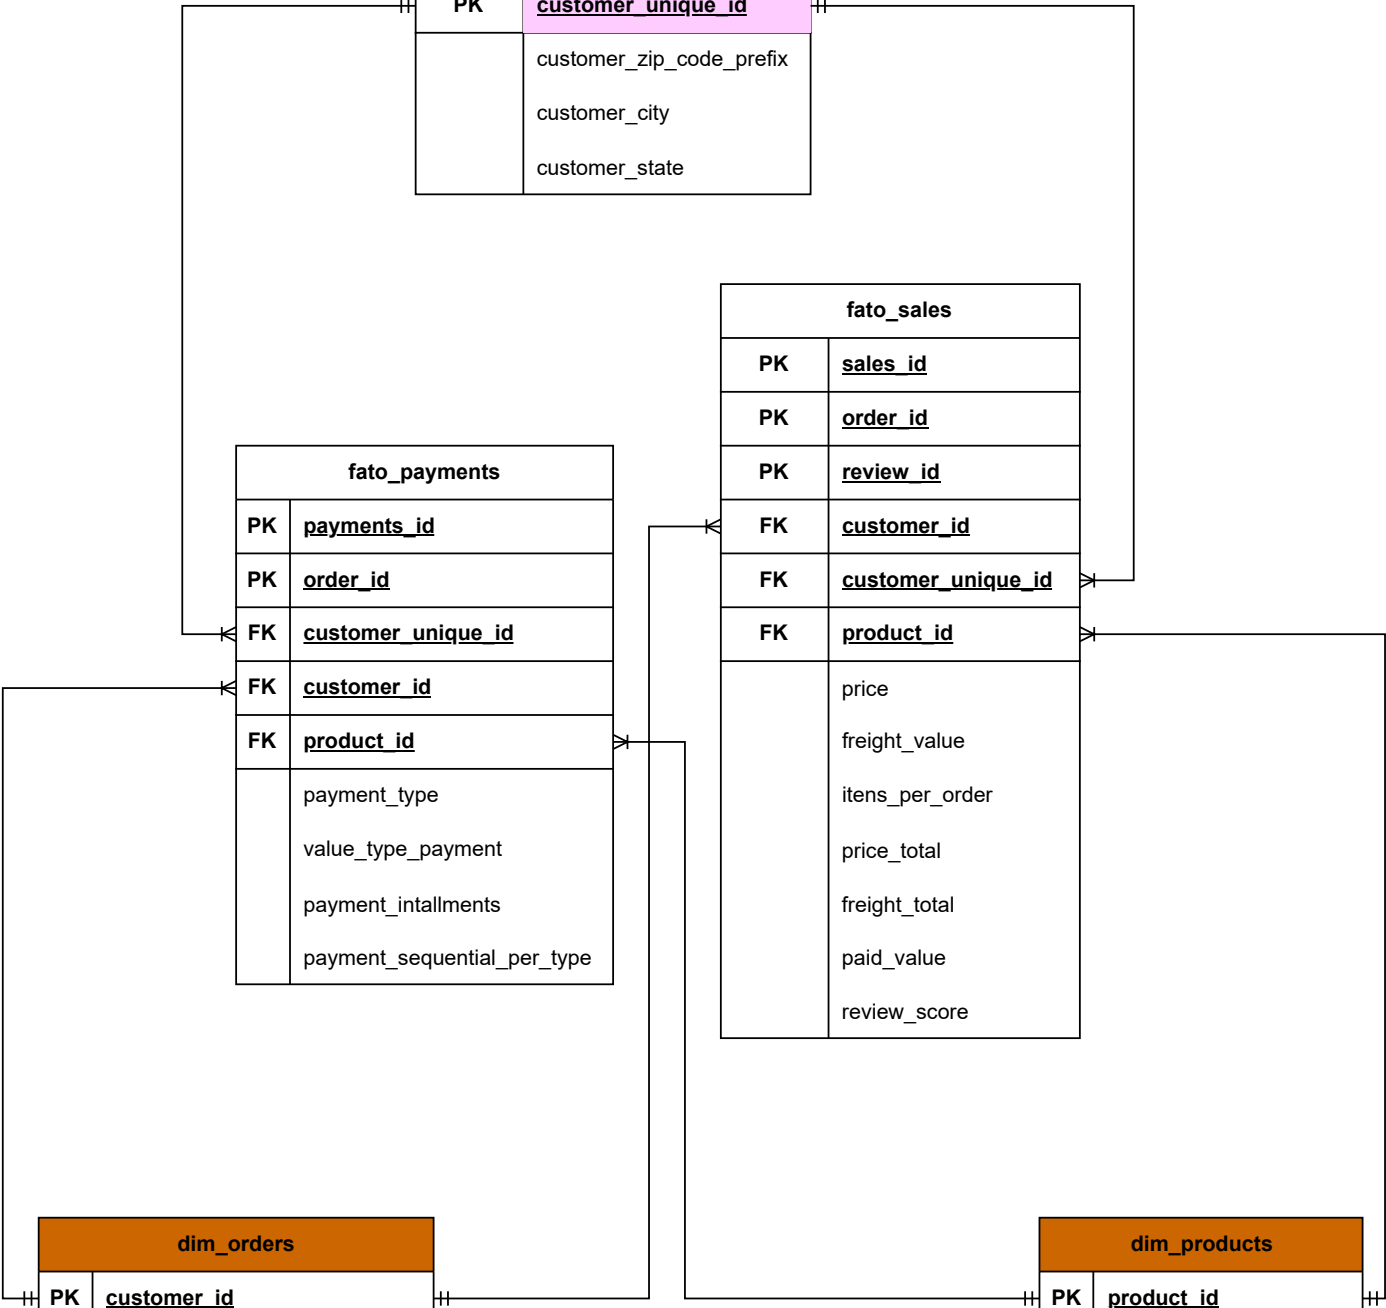 PK customer_unique_id
customer_zip_code_prefix
customer_city
customer_state
fato_sales
PK sales_id
PK order_id
PK review_id
FK customer_id
FK customer_unique_id
FK product_id
price
freight_value
itens_per_order
price_total
freight_total
paid_value
review_score
fato_payments
PK payments_id
PK order_id
FK customer_unique_id
FK customer_id
FK product_id
payment_type
value_type_payment
payment_intallments
payment_sequential_per_type
dim_orders
PK customer_id
dim_products
PK product_id